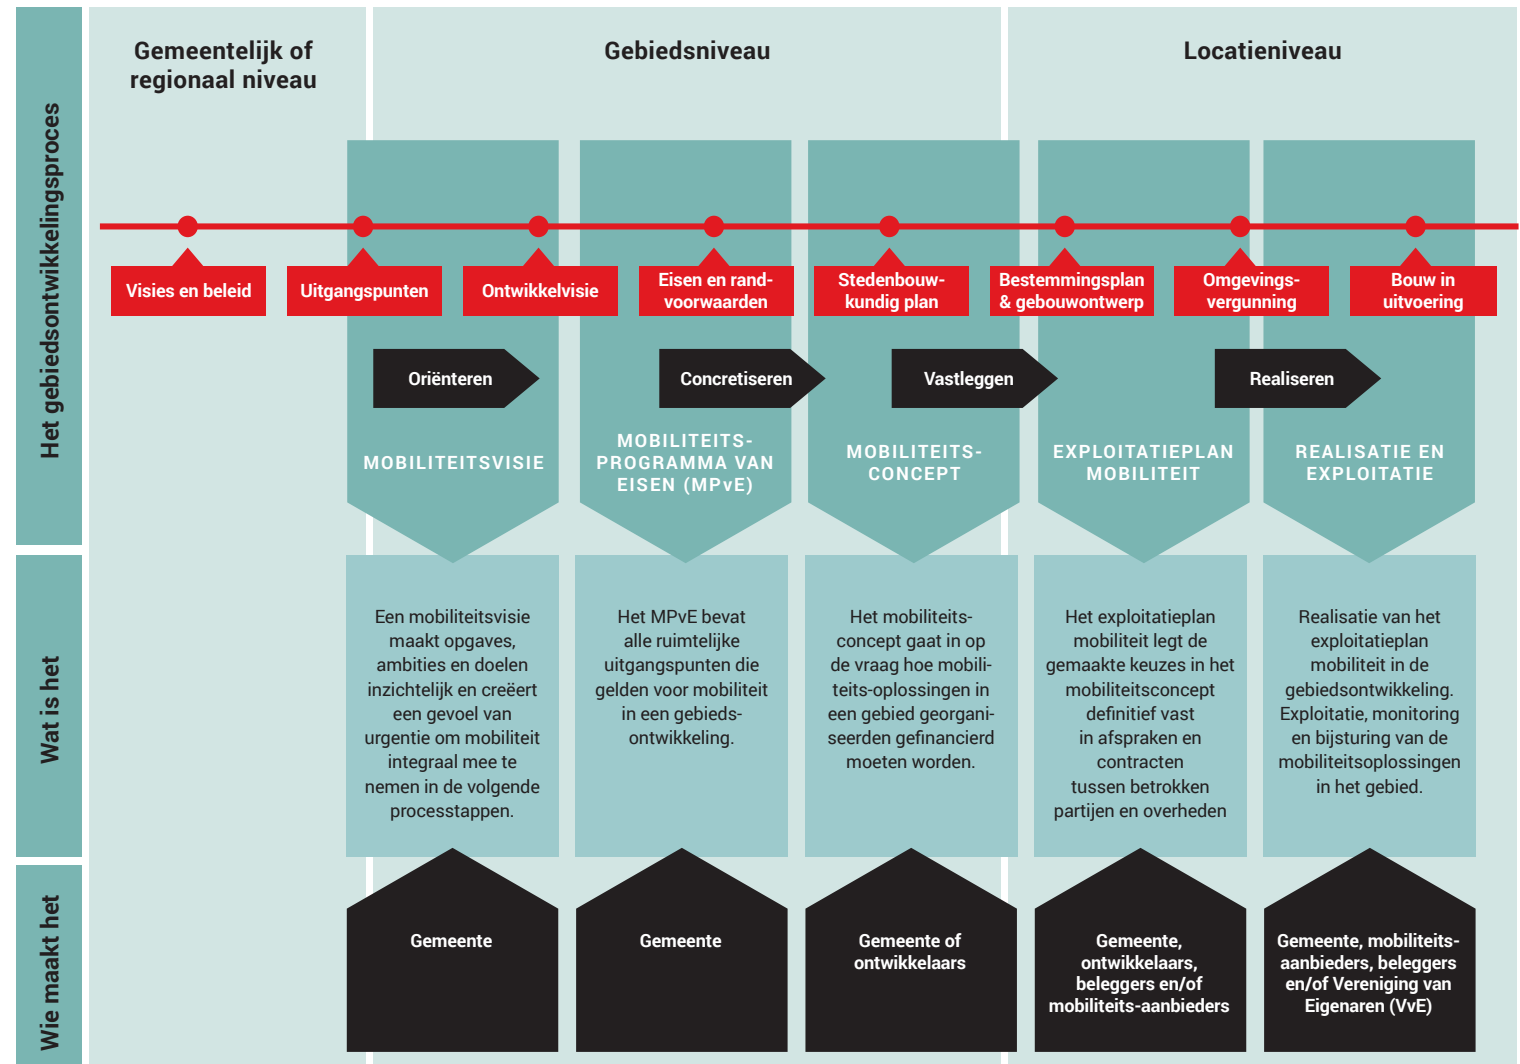 Het gebiedsontwikkelingsproces
Gemeentelijk of
regionaal niveau
Gebiedsniveau
Locatieniveau
Visies en beleid
Uitgangspunten
Ontwikkelvisie
Eisen en rand-
voorwaarden
Stedenbouw-
kundig plan
Bestemmingsplan
& gebouwontwerp
Omgevings-
vergunning
Bouw in
uitvoering
Oriënteren
Concretiseren
Vastleggen
Realiseren
MOBILITEITSVISIE
MOBILITEITS-
PROGRAMMA VAN
EISEN (MPvE)
MOBILITEITS-
CONCEPT
EXPLOITATIEPLAN
MOBILITEIT
REALISATIE EN
EXPLOITATIE
Wat is het
Een mobiliteitsvisie
maakt opgaves,
ambities en doelen
inzichtelijk en creëert
een gevoel van
urgentie om mobiliteit
integraal mee te
nemen in de volgende
processtappen.
Het MPvE bevat
alle ruimtelijke
uitgangspunten die
gelden voor mobiliteit
in een gebieds-
ontwikkeling.
Het mobiliteits-
concept gaat in op
de vraag hoe mobili-
teits-oplossingen in
een gebied georgani-
seerden gefinancierd
moeten worden.
Het exploitatieplan
mobiliteit legt de
gemaakte keuzes in het
mobiliteitsconcept
definitief vast
in afspraken en
contracten
tussen betrokken
partijen en overheden
Realisatie van het
exploitatieplan
mobiliteit in de
gebiedsontwikkeling.
Exploitatie, monitoring
en bijsturing van de
mobiliteitsoplossingen
in het gebied.
Wie maakt het
Gemeente
Gemeente
Gemeente of
ontwikkelaars
Gemeente,
ontwikkelaars,
beleggers en/of
mobiliteits-aanbieders
Gemeente, mobiliteits-
aanbieders, beleggers
en/of Vereniging van
Eigenaren (VvE)